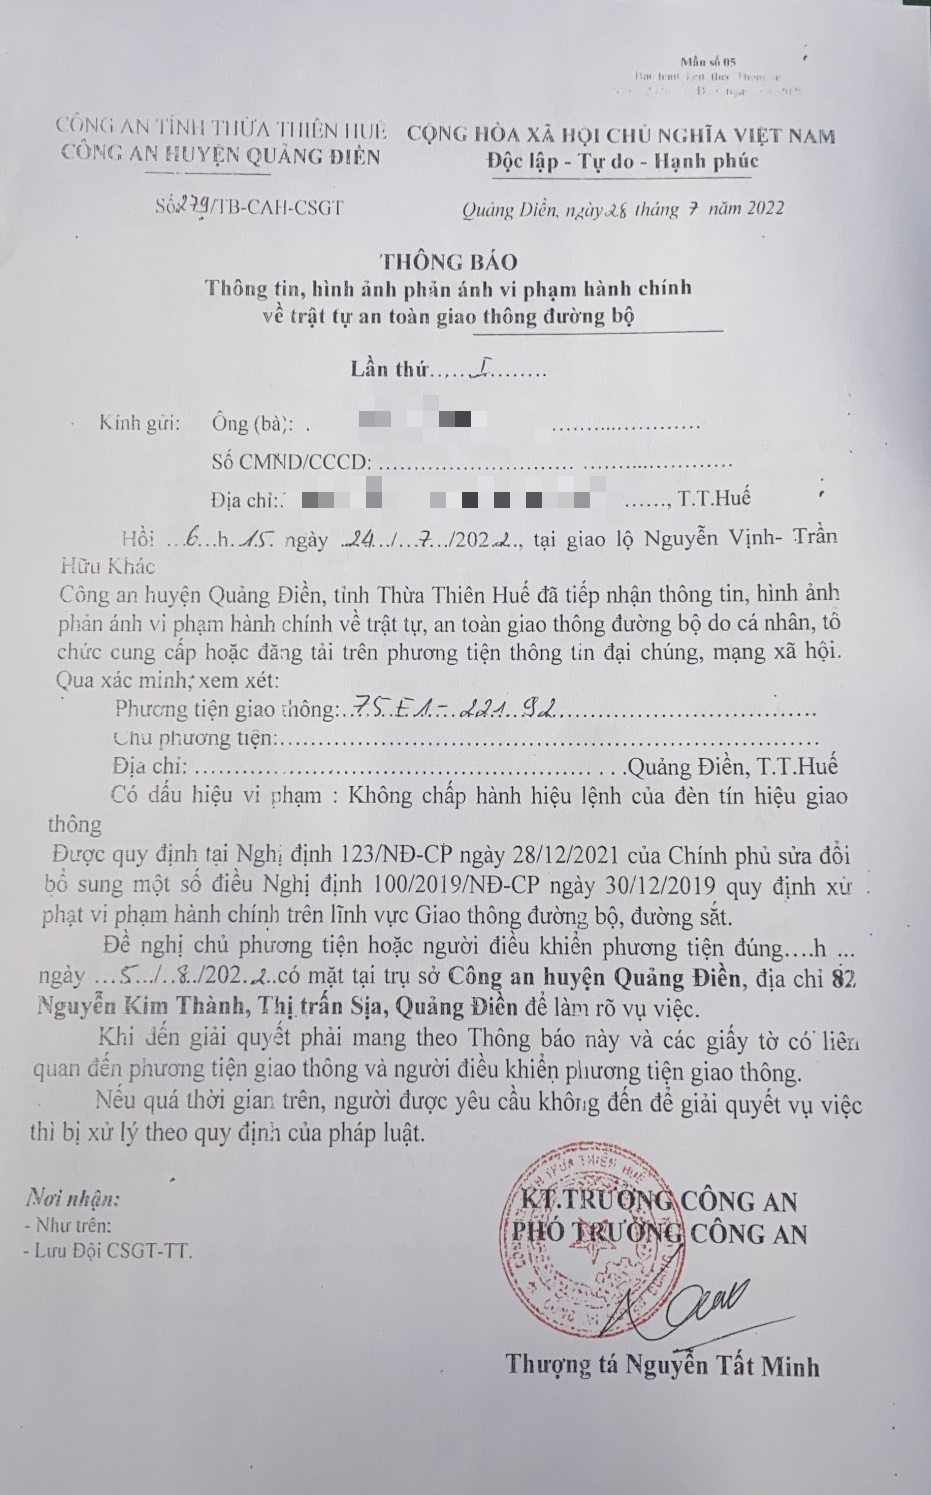 Mẫu số 05
CÔNG AN TỈNH THỪA THIÊN HUẾ
CÔNG AN HUYỆN QUẢNG ĐIỀN
CỘNG HÒA XÃ HỘI CHỦ NGHĨA VIỆT NAM
Độc lập - Tự do - Hạnh phúc
Số 279/TB-CAH-CSGT
Quảng Điền, ngày 28 tháng 7 năm 2022
THÔNG BÁO
Thông tin, hình ảnh phản ánh vi phạm hành chính
về trật tự an toàn giao thông đường bộ
Lần thứ.....I........
Kính gửi: Ông (bà): . ......................
Số CMND/CCCD: ............................ ......................
Địa chỉ:. ......, T.T.Huế
Hồi ...6...h.15. ngày .24../...7../2022., tại giao lộ Nguyễn Vịnh- Trần
Hữu Khác
Công an huyện Quảng Điền, tỉnh Thừa Thiên Huế đã tiếp nhận thông tin, hình ảnh
phản ánh vi phạm hành chính về trật tự, an toàn giao thông đường bộ do cá nhân, tổ
chức cung cấp hoặc đăng tải trên phương tiện thông tin đại chúng, mạng xã hội.
Qua xác minh; xem xét:
Phương tiện giao thông:..75.E1-.221.92......................................
Chủ phương tiện:..............................................................................
Địa chỉ: ......................................................... . . .Quảng Điền, T.T.Huế
Có dấu hiệu vi phạm : Không chấp hành hiệu lệnh của đèn tín hiệu giao
thông
Được quy định tại Nghị định 123/NĐ-CP ngày 28/12/2021 của Chính phủ sửa đổi
bổ sung một số điều Nghị định 100/2019/NĐ-CP ngày 30/12/2019 quy định xử
phạt vi phạm hành chính trên lĩnh vực Giao thông đường bộ, đường sắt.
Đề nghị chủ phương tiện hoặc người điều khiển phương tiện đúng....h ...
ngày ...5../..8./2022..có mặt tại trụ sở Công an huyện Quảng Điền, địa chỉ 82
Nguyễn Kim Thành, Thị trấn Sịa, Quảng Điền để làm rõ vụ việc.
Khi đến giải quyết phải mang theo Thông báo này và các giấy tờ có liên
quan đến phương tiện giao thông và người điều khiển phương tiện giao thông.
Nếu quá thời gian trên, người được yêu cầu không đến để giải quyết vụ việc
thì bị xử lý theo quy định của pháp luật.
Nơi nhận:
- Như trên:
- Lưu Đội CSGT-TT.
KT.TRƯỞNG CÔNG AN
PHÓ TRƯỞNG CÔNG AN
Thượng tá Nguyễn Tất Minh